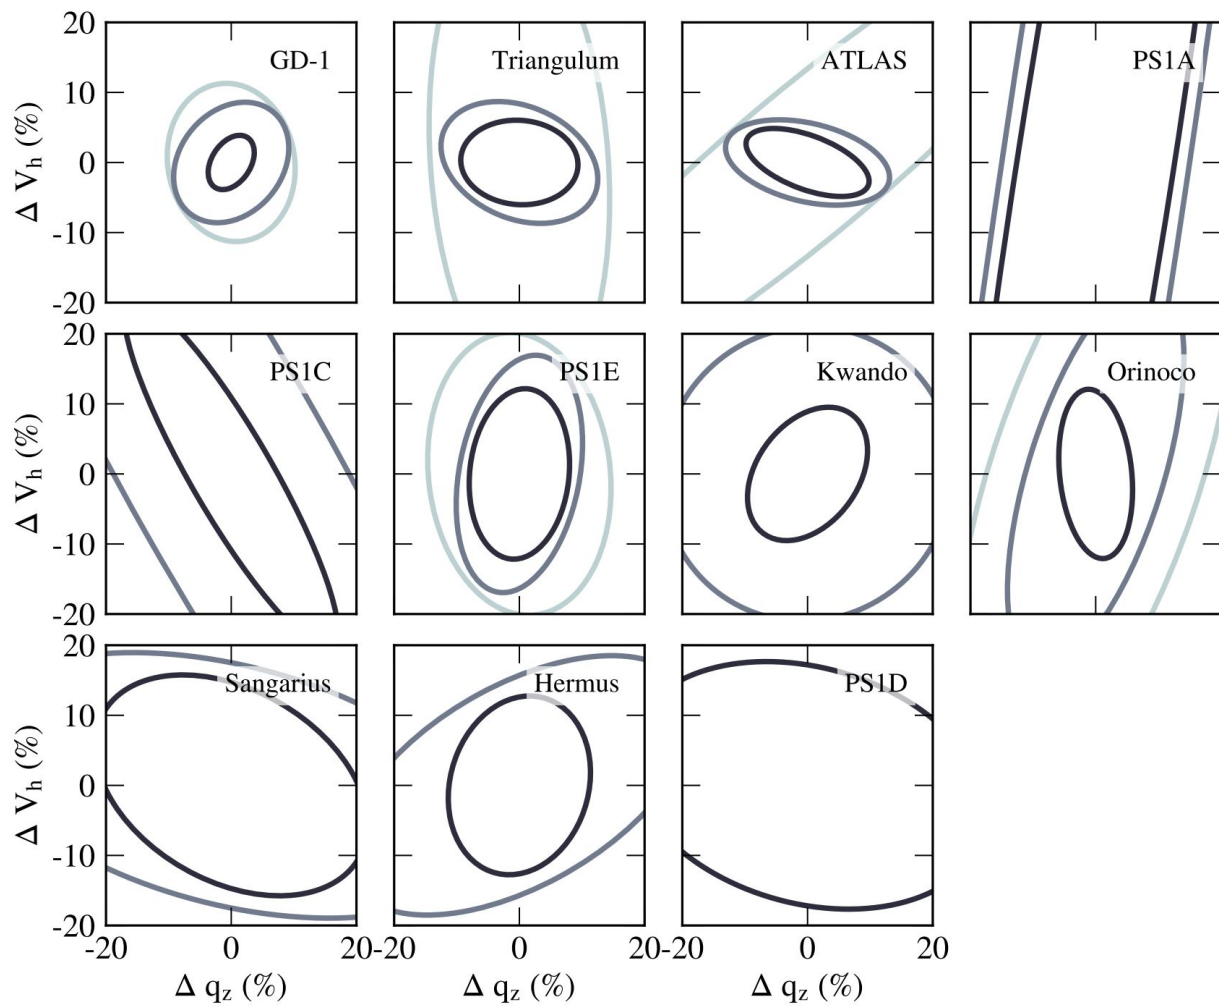 20
GD-1
Triangulum
ATLAS
PS1A
10
0
-10
-20
Δ V_h (%)
20
PS1C
PS1E
Kwando
Orinoco
10
0
-10
-20
Δ V_h (%)
20
Sangarius
Hermus
PS1D
10
0
-10
-20
Δ V_h (%)
-20 0 20 -20 0 20 -20 0 20
Δ q_z (%)
Δ q_z (%)
Δ q_z (%)